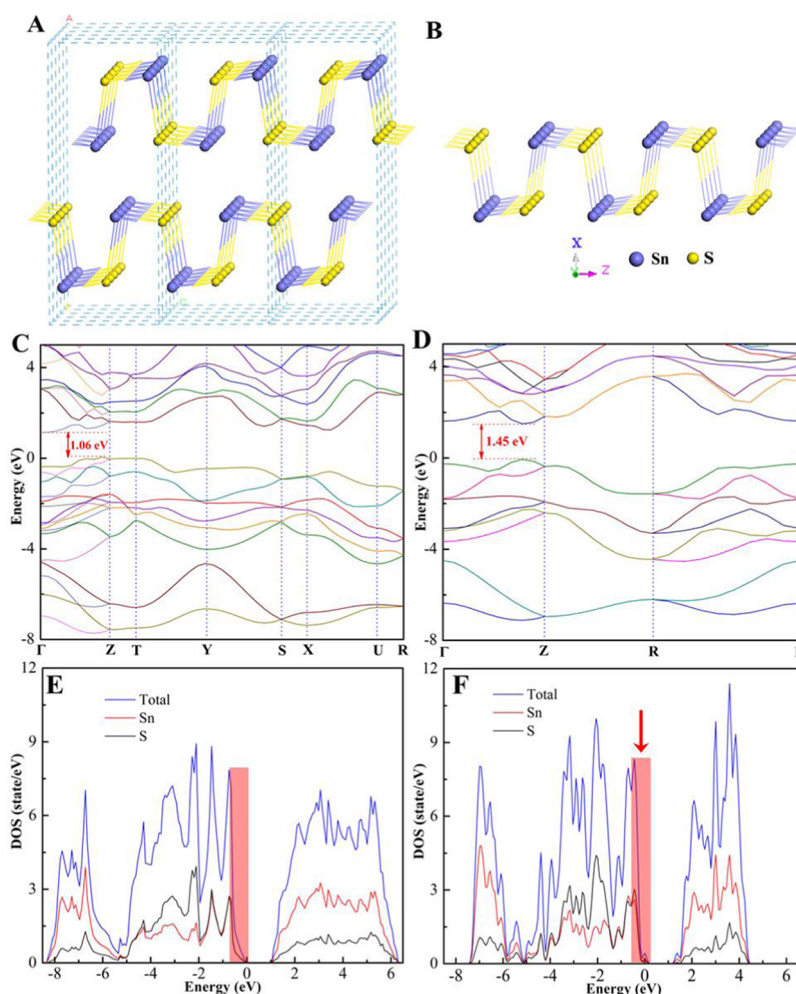 A
B
A
C
X
Z
Sn
S
C
D
4
0
-4
-8
Energy (eV)
1.06 eV
Γ Z T Y S X U R
4
0
-4
-8
Energy (eV)
1.45 eV
Γ Z R
E
F
12
9
6
3
0
DOS (state/eV)
Total
Sn
S
-8 -6 -4 -2 0 2 4 6
Energy (eV)
12
9
6
3
0
DOS (state/eV)
Total
Sn
S
-8 -6 -4 -2 0 2 4 6
Energy (eV)